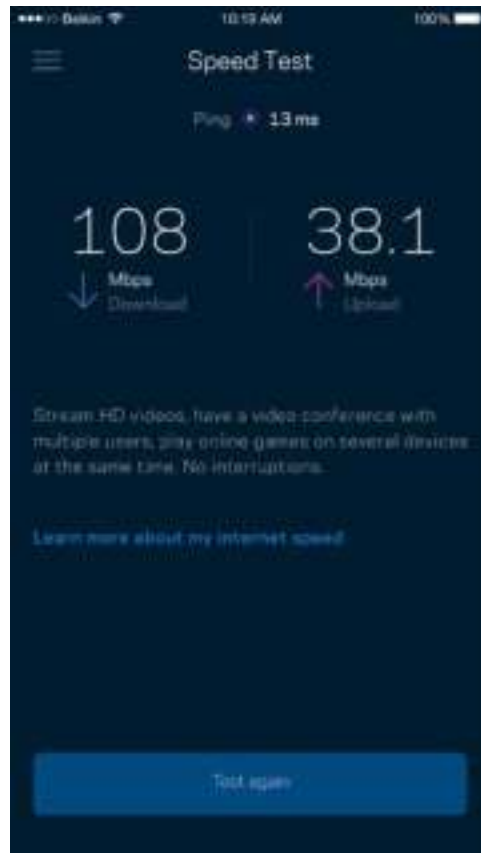 Belkin 10:19 AM 100%
Speed Test
Ping 13 ms
108 38.1
Mbps Mbps
Download Upload
Stream HD videos, have a video conference with
multiple users, play online games on several devices
at the same time. No interruptions.
Learn more about my internet speed
Test again